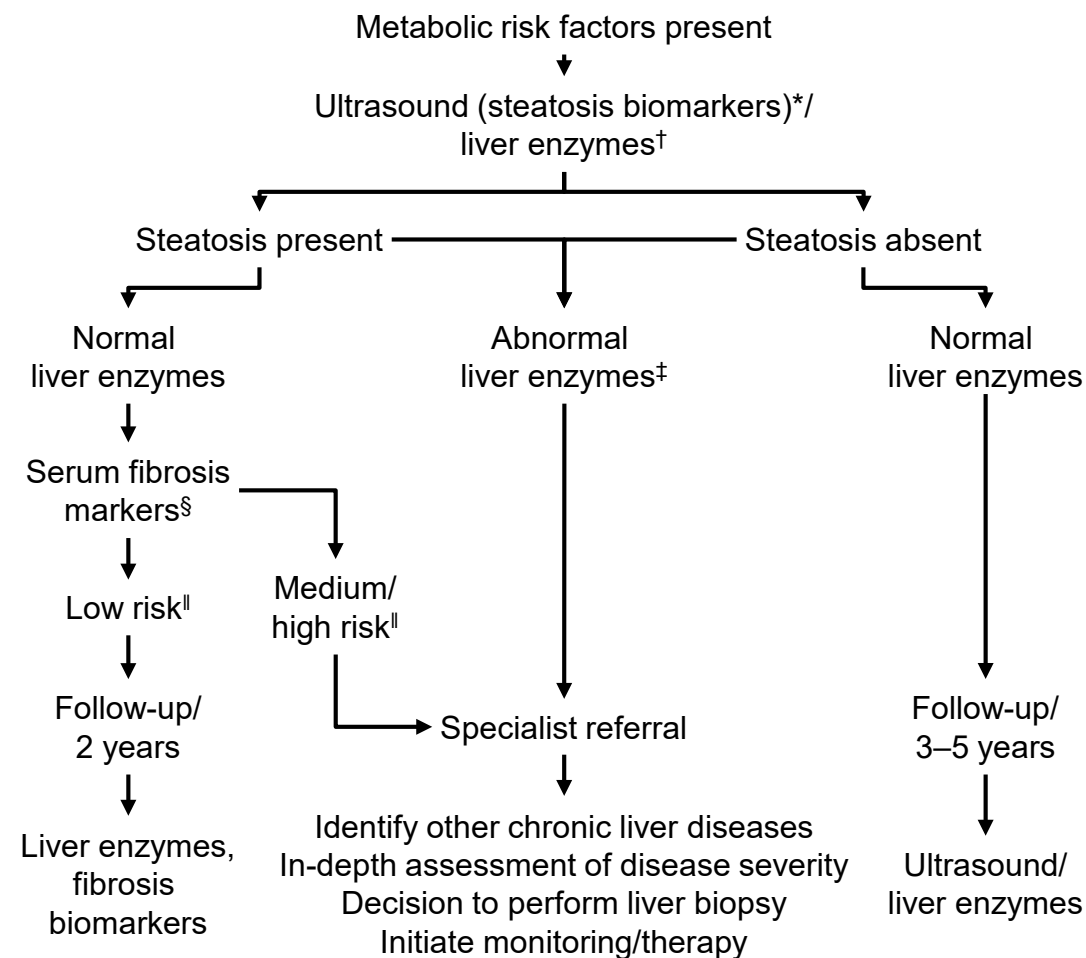 Metabolic risk factors present
Ultrasound (steatosis biomarkers)*/
liver enzymes†
Steatosis present
Steatosis absent
Normal
liver enzymes
Abnormal
liver enzymes‡
Normal
liver enzymes
Serum fibrosis
markers§
Low risk‖
Medium/
high risk‖
Follow-up/
2 years
Specialist referral
Follow-up/
3–5 years
Liver enzymes,
fibrosis
biomarkers
Identify other chronic liver diseases
In-depth assessment of disease severity
Decision to perform liver biopsy
Initiate monitoring/therapy
Ultrasound/
liver enzymes